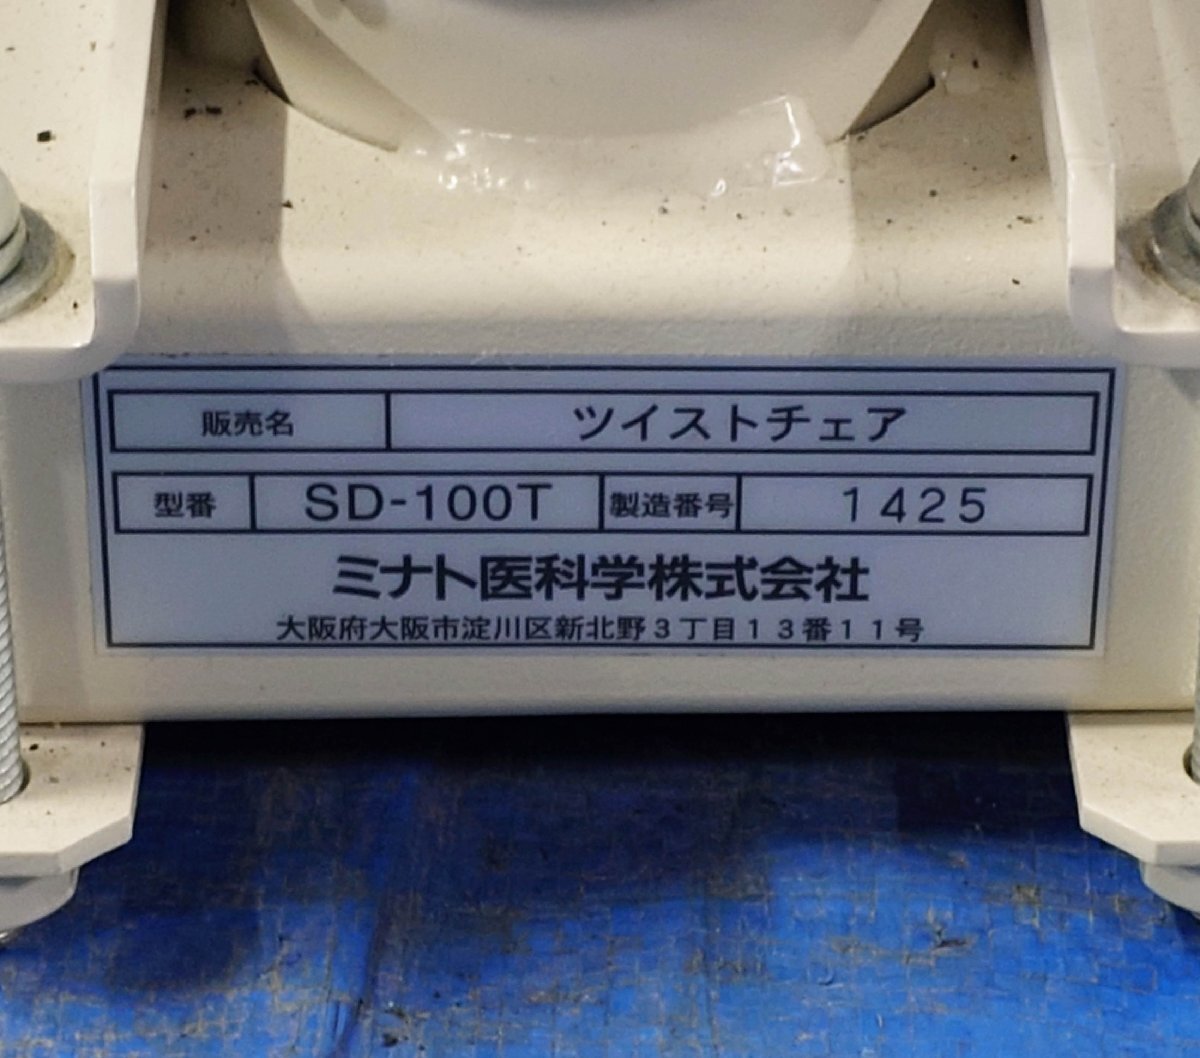 販売名 ツイストチェア
型番 SD-100T 製造番号 1425
ミナト医科学株式会社
大阪府大阪市淀川区新北野3丁目13番11号